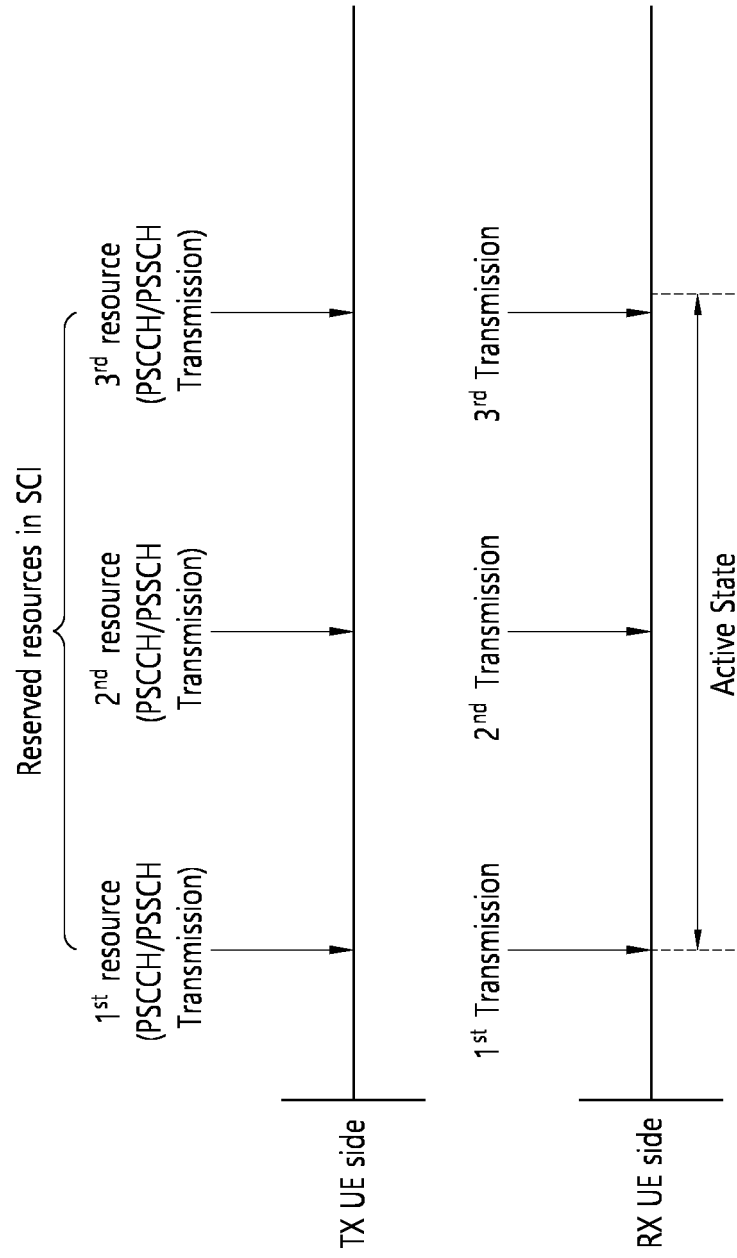 Reserved resources in SCI
1st resource
(PSCCH/PSSCH
Transmission)
2nd resource
(PSCCH/PSSCH
Transmission)
3rd resource
(PSCCH/PSSCH
Transmission)
TX UE side
1st Transmission
2nd Transmission
3rd Transmission
RX UE side
Active State